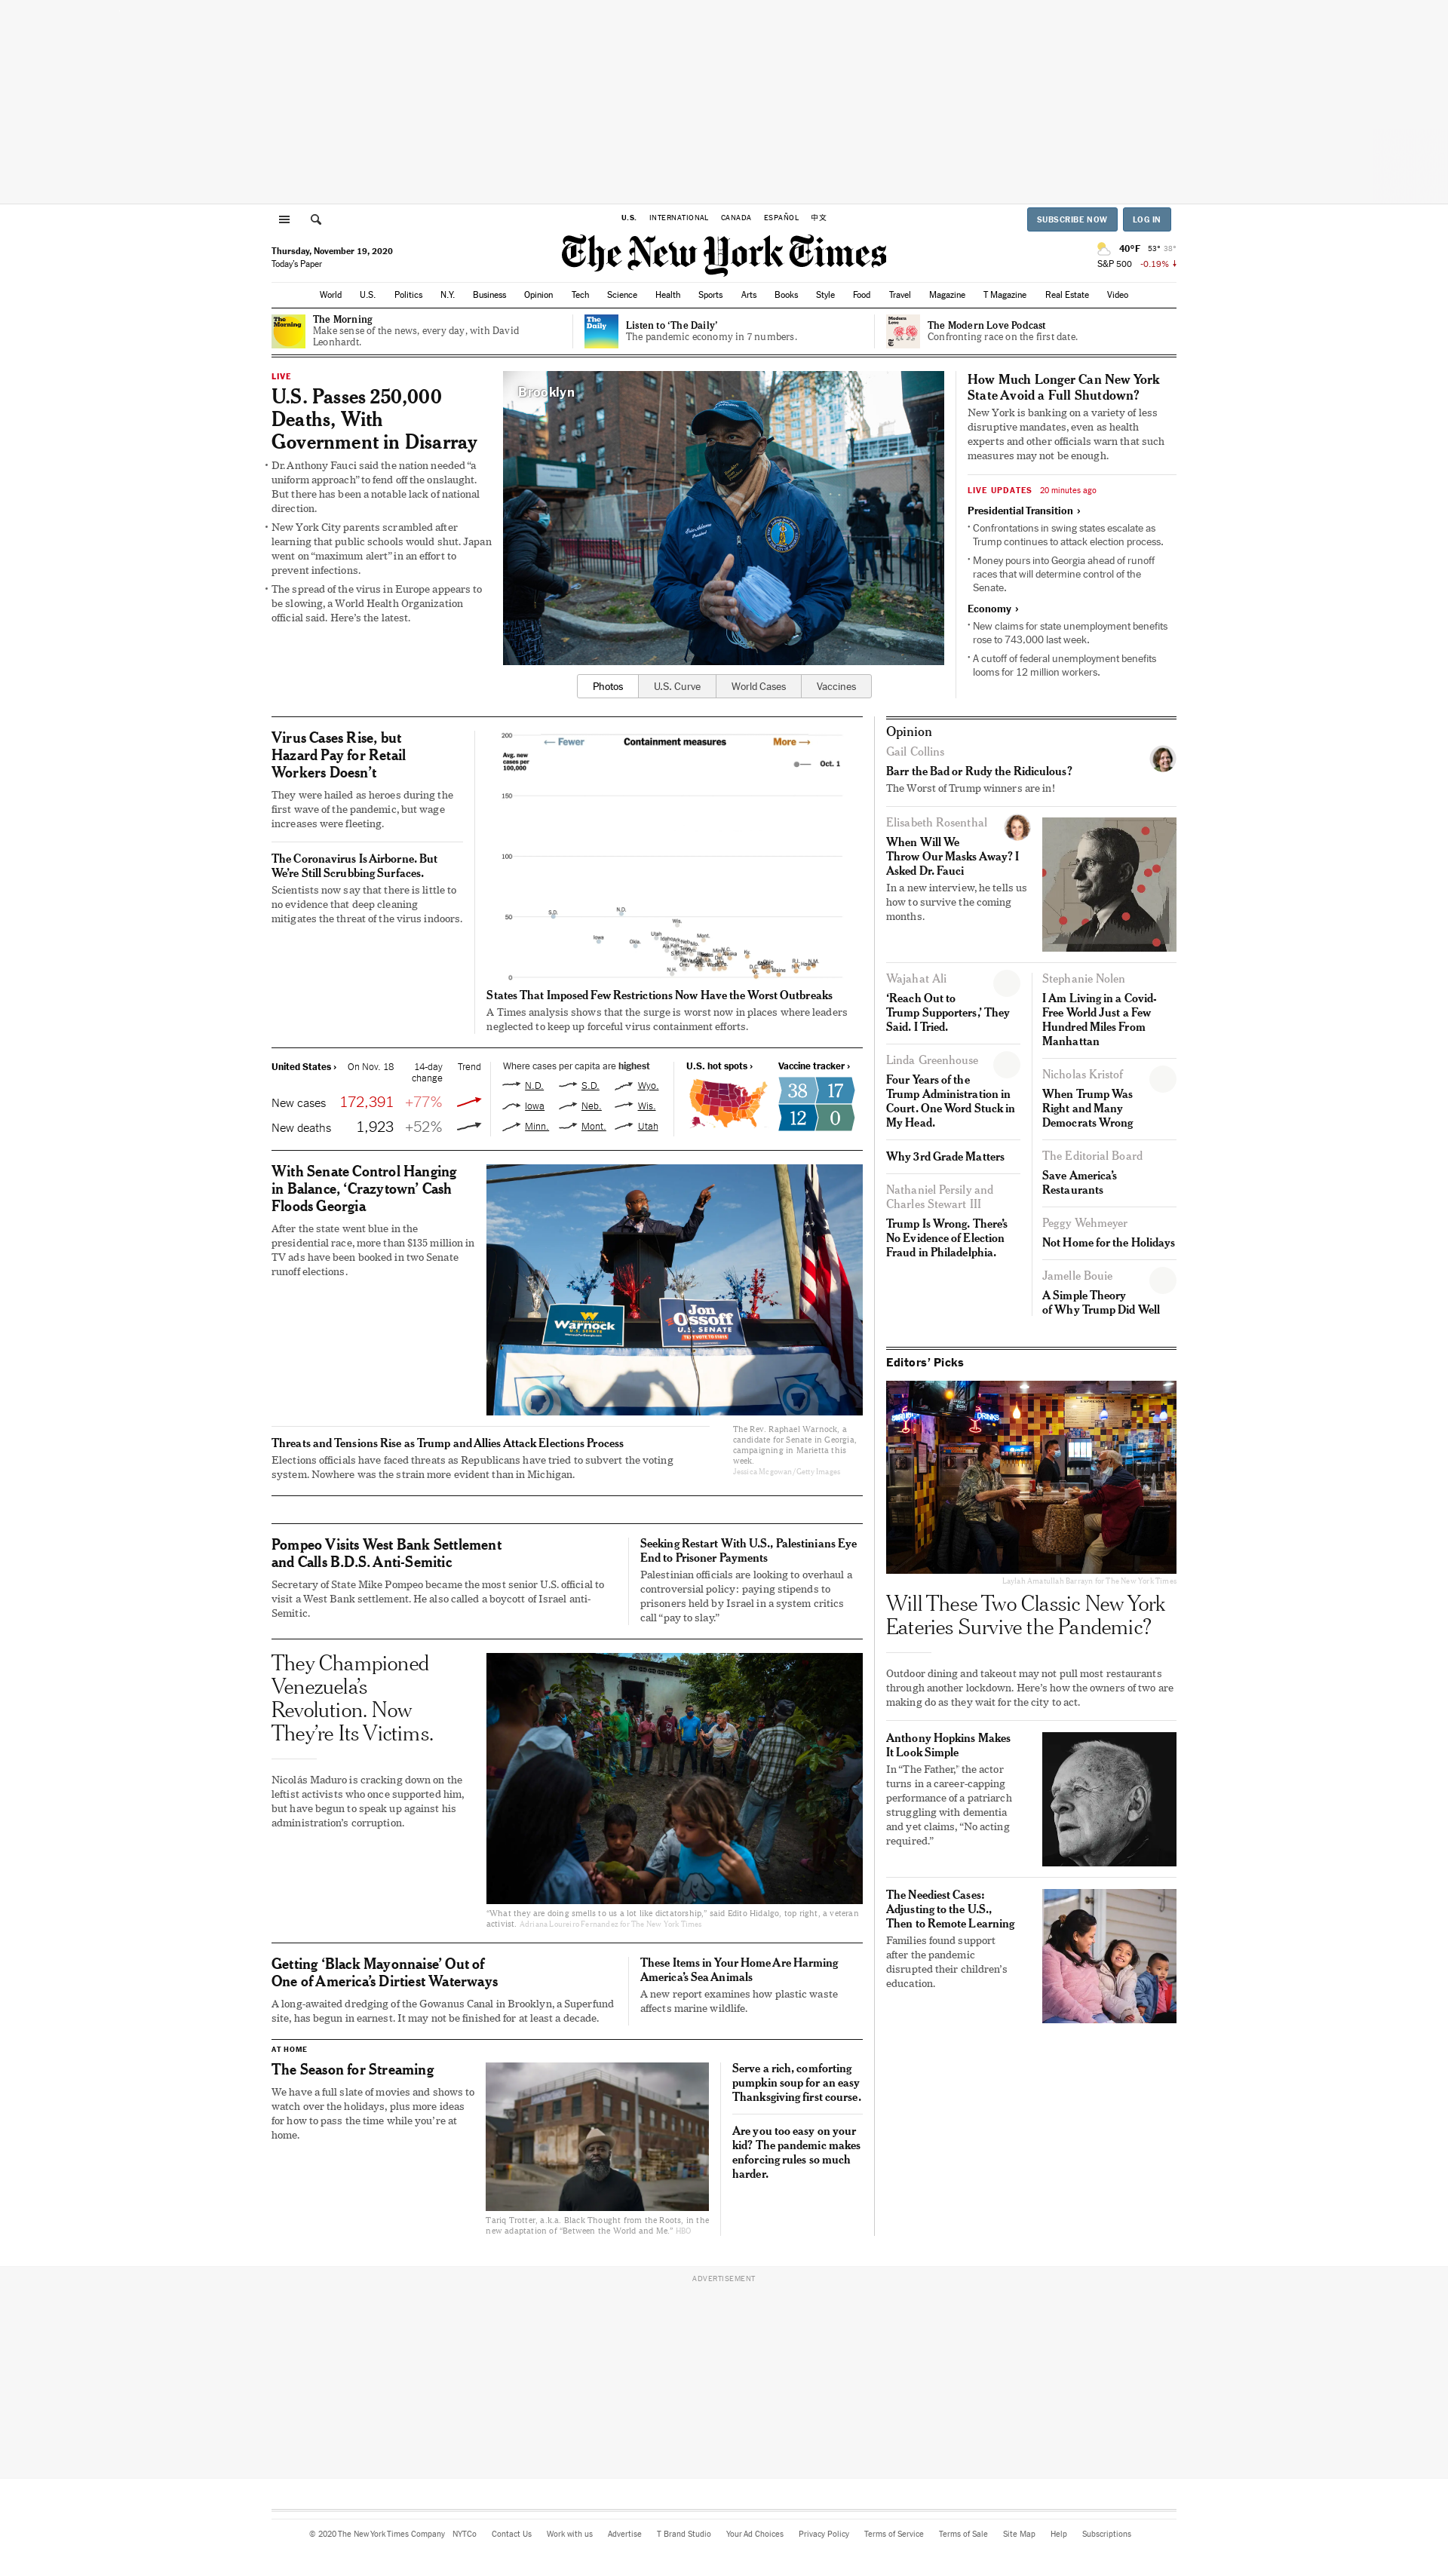 U.S.
INTERNATIONAL
CANADA
ESPAÑOL
中文
SUBSCRIBE NOW
LOG IN
Thursday, November 19, 2020
Today's Paper
The New York Times
40°F 53° 38°
S&P 500 -0.19%
World U.S. Politics N.Y. Business Opinion Tech Science Health Sports Arts Books Style Food Travel Magazine T Magazine Real Estate Video
The Morning
The Morning
Make sense of the news, every day, with David
Leonhardt.
The Daily
Listen to ‘The Daily’
The pandemic economy in 7 numbers.
Modern Love
The Modern Love Podcast
Confronting race on the first date.
LIVE
U.S. Passes 250,000
Deaths, With
Government in Disarray
• Dr. Anthony Fauci said the nation needed “a
uniform approach” to fend off the onslaught.
But there has been a notable lack of national
direction.
• New York City parents scrambled after
learning that public schools would shut. Japan
went on “maximum alert” in an effort to
prevent infections.
• The spread of the virus in Europe appears to
be slowing, a World Health Organization
official said. Here’s the latest.
Brooklyn
Photos
U.S. Curve
World Cases
Vaccines
How Much Longer Can New York
State Avoid a Full Shutdown?
New York is banking on a variety of less
disruptive measures, even as health
experts and other officials warn that such
measures may not be enough.
LIVE UPDATES 20 minutes ago
Presidential Transition ›
• Confrontations in swing states escalate as
Trump continues to attack election process.
• Money pours into Georgia ahead of runoff
races that will determine control of the
Senate.
Economy ›
• New claims for state unemployment benefits
rose to 743,000 last week.
• A cutoff of federal unemployment benefits
looms for 12 million workers.
Virus Cases Rise, but
Hazard Pay for Retail
Workers Doesn’t
They were hailed as heroes during the
first wave of the pandemic, but wage
increases were fleeting.
The Coronavirus Is Airborne. But
We’re Still Scrubbing Surfaces.
Scientists now say that there is little to
no evidence that deep cleaning
mitigates the threat of the virus indoors.
200
← Fewer
Containment measures
More →
Avg. new
cases per
100,000
Oct. 1
150
100
50
S.D.
N.D.
Wis.
Iowa
Okla.
Utah
Mont.
N.H.
Ky.
Maine
0
States That Imposed Few Restrictions Now Have the Worst Outbreaks
A Times analysis shows that the surge is worst now in places where leaders
neglected to keep up forceful virus containment efforts.
United States › On Nov. 18 14-day Trend
change
New cases 172,391 +77%
New deaths 1,923 +52%
Where cases per capita are highest
N.D. S.D. Wyo.
Iowa Neb. Wis.
Minn. Mont. Utah
U.S. hot spots ›
Vaccine tracker ›
38 17
12 0
With Senate Control Hanging
in Balance, ‘Crazytown’ Cash
Floods Georgia
After the state went blue in the
presidential race, more than $135 million in
TV ads have been booked in two Senate
runoff elections.
Warnock
Jon
Ossoff
U.S. SENATE
The Rev. Raphael Warnock, a
candidate for Senate in Georgia,
campaigning in Marietta this
week.
Jessica Mcgowan/Getty Images
Threats and Tensions Rise as Trump and Allies Attack Elections Process
Elections officials have faced threats as Republicans have tried to subvert the voting
system. Nowhere was the strain more evident than in Michigan.
Pompeo Visits West Bank Settlement
and Calls B.D.S. Anti-Semitic
Secretary of State Mike Pompeo became the most senior U.S. official to
visit a West Bank settlement. He also called a boycott of Israel anti-
Semitic.
Seeking Restart With U.S., Palestinians Eye
End to Prisoner Payments
Palestinian officials are looking to overhaul a
controversial policy: paying stipends to
prisoners held by Israel in a system critics
call “pay to slay.”
They Championed
Venezuela’s
Revolution. Now
They’re Its Victims.
Nicolás Maduro is cracking down on the
leftist activists who once supported him,
but have begun to speak up against his
administration’s corruption.
“What they are doing smells to us a lot like dictatorship,” said Edito Hidalgo, top right, a veteran
activist. Adriana Loureiro Fernandez for The New York Times
Getting ‘Black Mayonnaise’ Out of
One of America’s Dirtiest Waterways
A long-awaited dredging of the Gowanus Canal in Brooklyn, a Superfund
site, has begun in earnest. It may not be finished for at least a decade.
These Items in Your Home Are Harming
America’s Sea Animals
A new report examines how plastic waste
affects marine wildlife.
AT HOME
The Season for Streaming
We have a full slate of movies and shows to
watch over the holidays, plus more ideas
for how to pass the time while you’re at
home.
Tariq Trotter, a.k.a. Black Thought from the Roots, in the
new adaptation of “Between the World and Me.” HBO
Serve a rich, comforting
pumpkin soup for an easy
Thanksgiving first course.
Are you too easy on your
kid? The pandemic makes
enforcing rules so much
harder.
Opinion
Gail Collins
Barr the Bad or Rudy the Ridiculous?
The Worst of Trump winners are in!
Elisabeth Rosenthal
When Will We
Throw Our Masks Away? I
Asked Dr. Fauci
In a new interview, he tells us
how to survive the coming
months.
Wajahat Ali
‘Reach Out to
Trump Supporters,’ They
Said. I Tried.
Linda Greenhouse
Four Years of the
Trump Administration in
Court. One Word Stuck in
My Head.
Why 3rd Grade Matters
Nathaniel Persily and
Charles Stewart III
Trump Is Wrong. There’s
No Evidence of Election
Fraud in Philadelphia.
Stephanie Nolen
I Am Living in a Covid-
Free World Just a Few
Hundred Miles From
Manhattan
Nicholas Kristof
When Trump Was
Right and Many
Democrats Wrong
The Editorial Board
Save America’s
Restaurants
Peggy Wehmeyer
Not Home for the Holidays
Jamelle Bouie
A Simple Theory
of Why Trump Did Well
Editors’ Picks
DRINKS
Laylah Amatullah Barrayn for The New York Times
Will These Two Classic New York
Eateries Survive the Pandemic?
Outdoor dining and takeout may not pull most restaurants
through another lockdown. Here’s how the owners of two are
making do as they wait for the city to act.
Anthony Hopkins Makes
It Look Simple
In “The Father,” the actor
turns in a career-capping
performance of a patriarch
struggling with dementia
and yet claims, “No acting
required.”
The Neediest Cases:
Adjusting to the U.S.,
Then to Remote Learning
Families found support
after the pandemic
disrupted their children’s
education.
ADVERTISEMENT
© 2020 The New York Times Company NYTCo Contact Us Work with us Advertise T Brand Studio Your Ad Choices Privacy Policy Terms of Service Terms of Sale Site Map Help Subscriptions